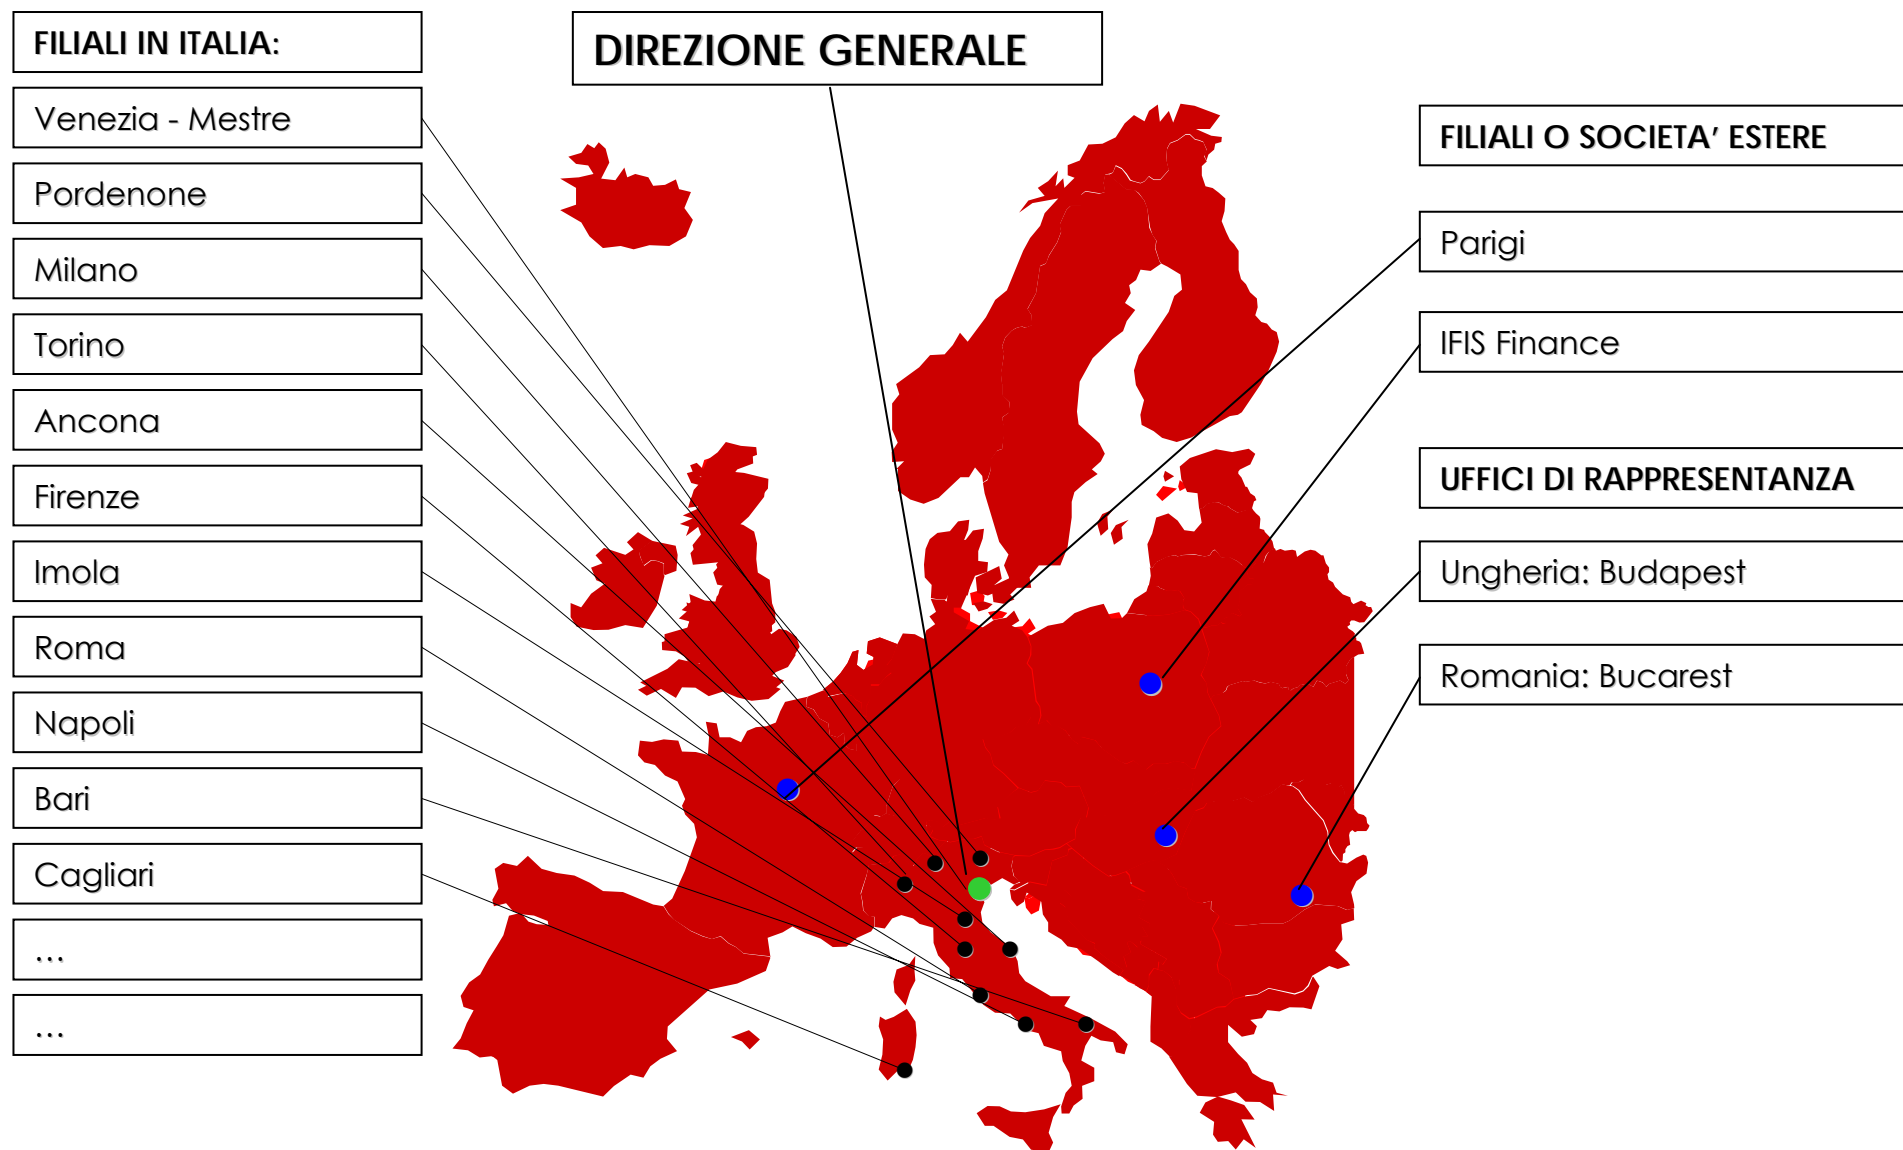 FILIALI IN ITALIA:
Venezia - Mestre
Pordenone
Milano
Torino
Ancona
Firenze
Imola
Roma
Napoli
Bari
Cagliari
...
...
DIREZIONE GENERALE
FILIALI O SOCIETA’ ESTERE
Parigi
IFIS Finance
UFFICI DI RAPPRESENTANZA
Ungheria: Budapest
Romania: Bucarest